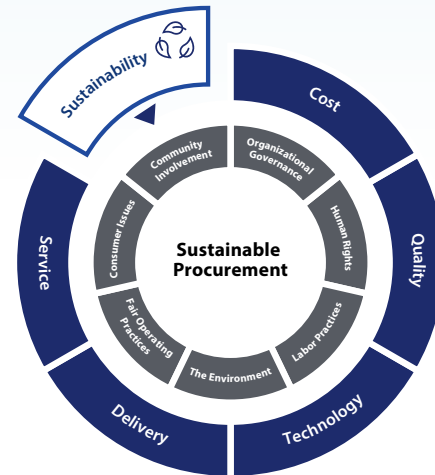 Sustainability
Cost
Quality
Technology
Delivery
Service
Community
Involvement
Organizational
Governance
Human Rights
Labor Practices
The Environment
Fair Operating
Practices
Consumer Issues
Sustainable
Procurement